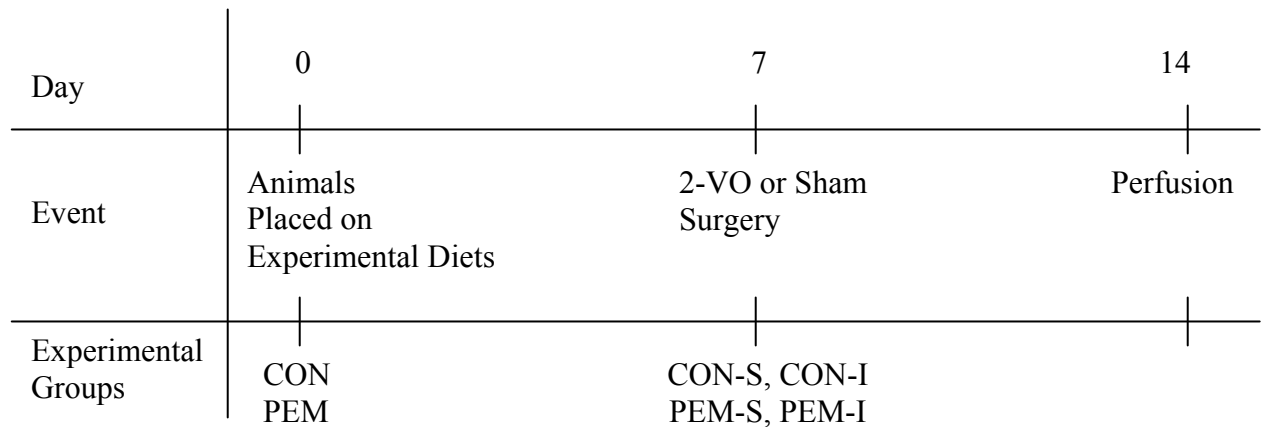 Day
0
7
14
Event
Animals
Placed on
Experimental Diets
2-VO or Sham
Surgery
Perfusion
Experimental
Groups
CON
PEM
CON-S, CON-I
PEM-S, PEM-I